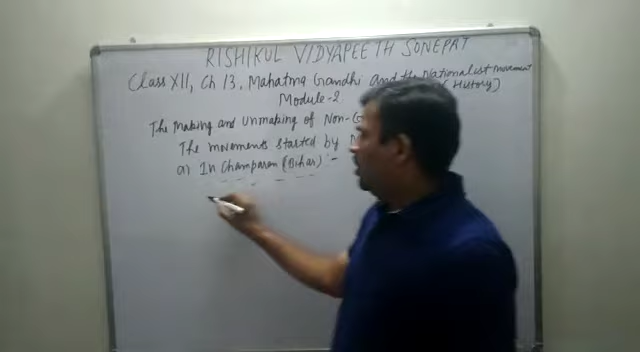 RISHIKUL VIDYAPEETH SONEPAT
Class XII, Ch 13, Mahatma Gandhi and the Nationalist Movement
(History)
Module-2
The Making and Unmaking of Non-
The movements started by
a) In Champaran (Bihar) :-